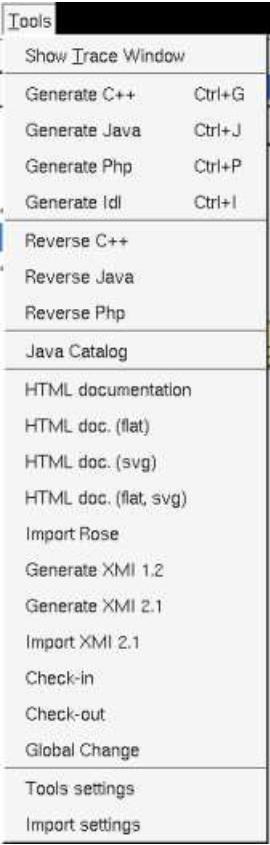 Tools
Show Trace Window
Generate C++ Ctrl+G
Generate Java Ctrl+J
Generate Php Ctrl+P
Generate Idl Ctrl+I
Reverse C++
Reverse Java
Reverse Php
Java Catalog
HTML documentation
HTML doc. (flat)
HTML doc. (svg)
HTML doc. (flat, svg)
Import Rose
Generate XMI 1.2
Generate XMI 2.1
Import XMI 2.1
Check-in
Check-out
Global Change
Tools settings
Import settings